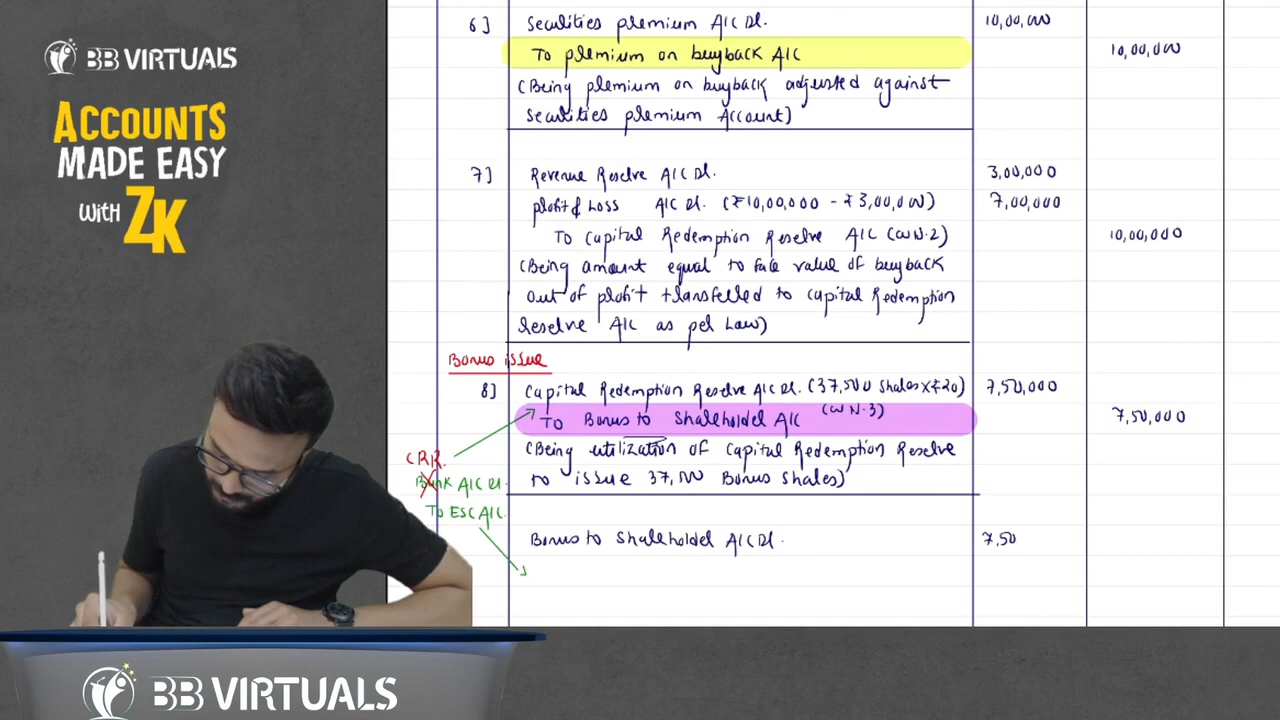 BB VIRTUALS
ACCOUNTS
MADE EASY
WITH ZK
6] Securities premium A/C Dr. 10,00,000
To premium on buyback A/C 10,00,000
(Being premium on buyback adjusted against
securities premium Account)
7] Revenue Reserve A/C Dr. 3,00,000
profit & Loss A/C Dr. (₹10,00,000 - ₹3,00,000) 7,00,000
To Capital Redemption Reserve A/C (WN.2) 10,00,000
(Being amount equal to face value of buyback
out of profit transferred to Capital Redemption
Reserve A/C as per Law)
Bonus issue
8] Capital Redemption Reserve A/C Dr. (37,500 shares x ₹20) 7,50,000
To Bonus to Shareholder A/C (WN.3) 7,50,000
(Being utilization of Capital Redemption Reserve
to issue 37,500 Bonus shares)
CRR.
Bank A/C Dr.
To ESC A/C.
Bonus to Shareholder A/C Dr. 7,50
BB VIRTUALS